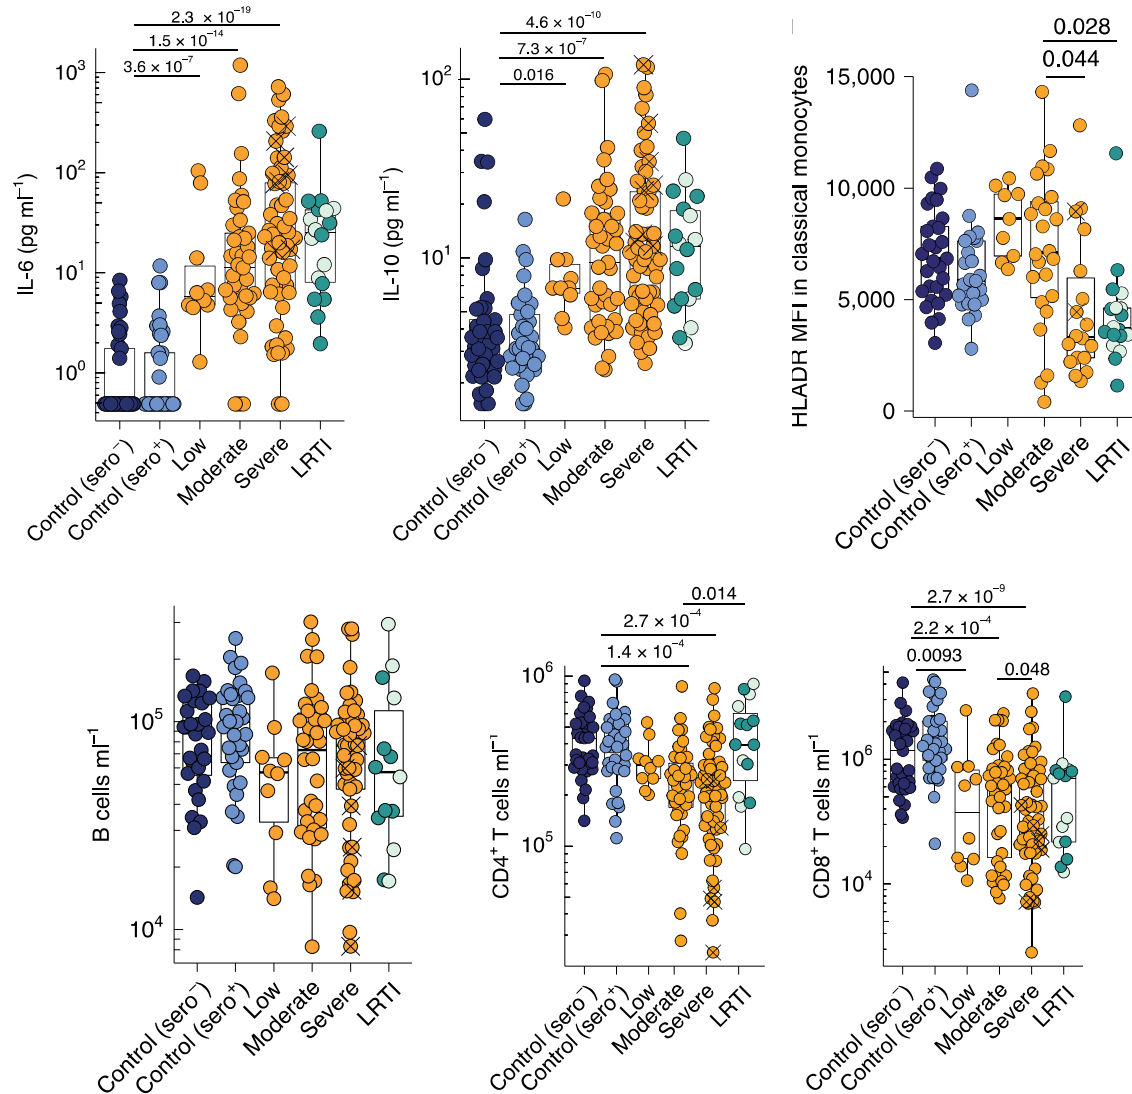 2.3 × 10⁻¹⁹
1.5 × 10⁻¹⁴
3.6 × 10⁻⁷
IL-6 (pg ml⁻¹)
10³
10²
10¹
10⁰
Control (sero⁻)
Control (sero⁺)
Low
Moderate
Severe
LRTI
4.6 × 10⁻¹⁰
7.3 × 10⁻⁷
0.016
IL-10 (pg ml⁻¹)
10²
10¹
Control (sero⁻)
Control (sero⁺)
Low
Moderate
Severe
LRTI
0.028
0.044
HLADR MFI in classical monocytes
15,000
10,000
5,000
0
Control (sero⁻)
Control (sero⁺)
Low
Moderate
Severe
LRTI
B cells ml⁻¹
10⁵
10⁴
Control (sero⁻)
Control (sero⁺)
Low
Moderate
Severe
LRTI
0.014
2.7 × 10⁻⁴
1.4 × 10⁻⁴
CD4⁺ T cells ml⁻¹
10⁶
10⁵
Control (sero⁻)
Control (sero⁺)
Low
Moderate
Severe
LRTI
2.7 × 10⁻⁹
2.2 × 10⁻⁴
0.0093
0.048
CD8⁺ T cells ml⁻¹
10⁶
10⁴
Control (sero⁻)
Control (sero⁺)
Low
Moderate
Severe
LRTI